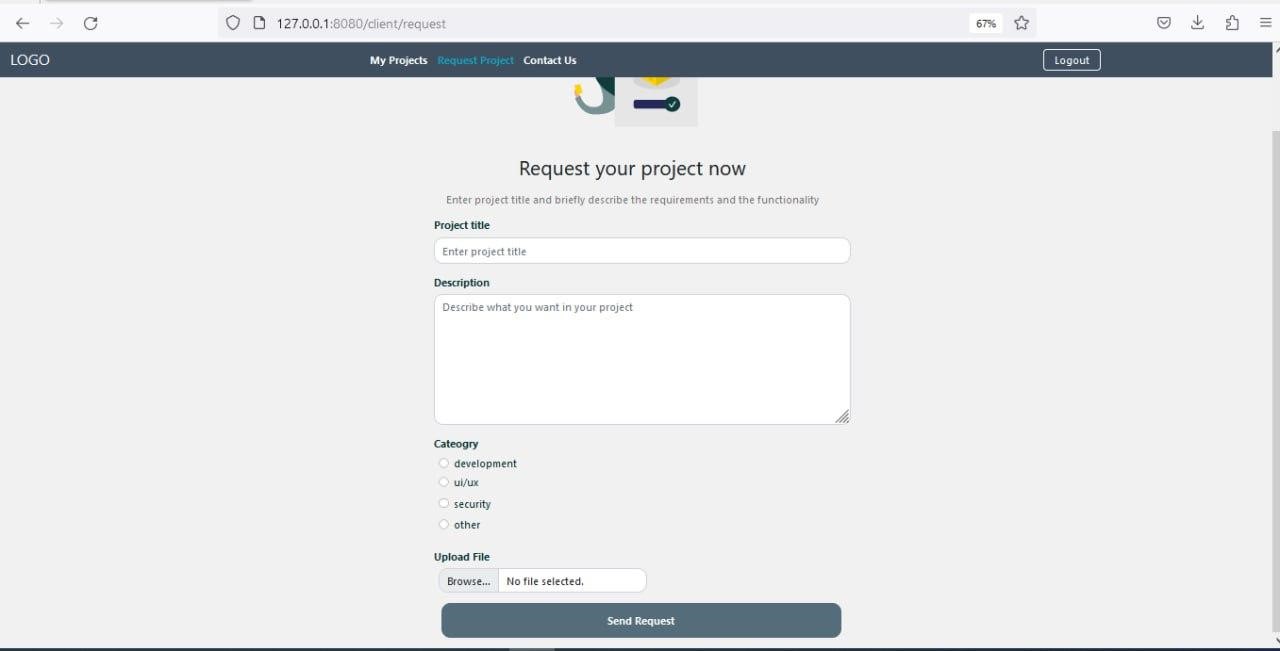 127.0.0.1:8080/client/request
67%
LOGO
My Projects Request Project Contact Us
Logout
Request your project now
Enter project title and briefly describe the requirements and the functionality
Project title
Enter project title
Description
Describe what you want in your project
Cateogry
development
ui/ux
security
other
Upload File
Browse... No file selected.
Send Request